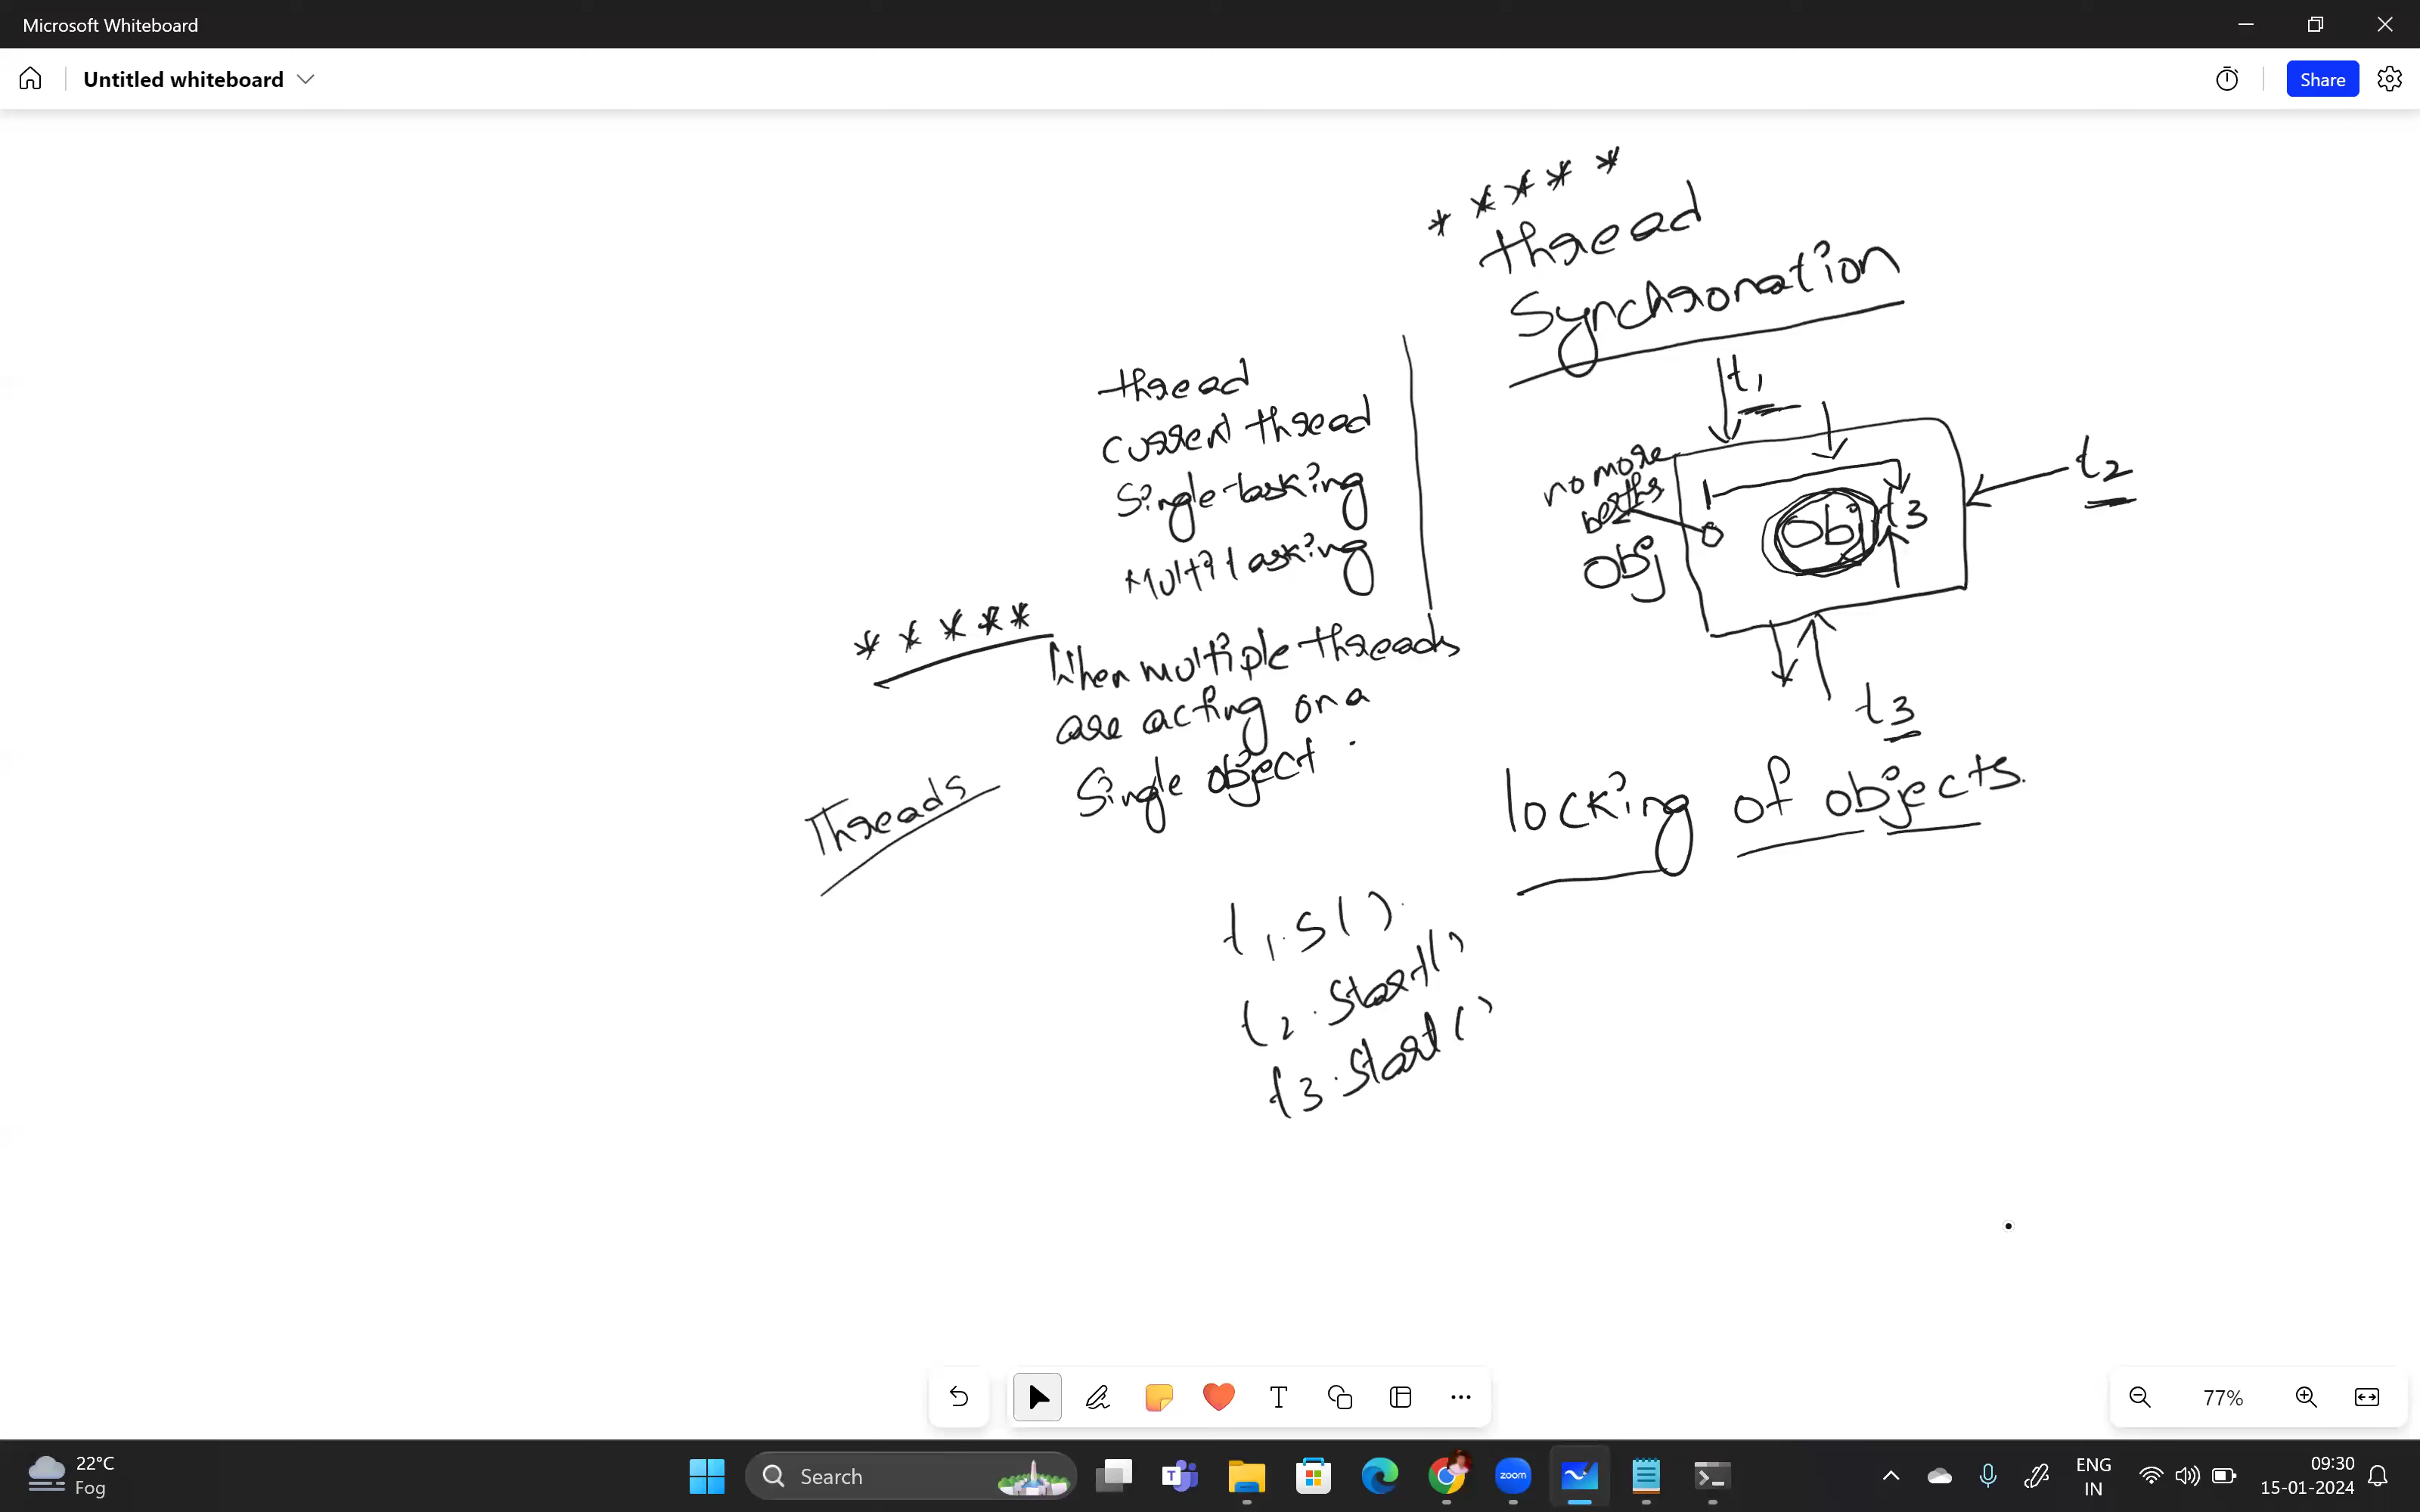 Microsoft Whiteboard
Untitled whiteboard
Share
* * * * *
thread
Synchronation
t1
t2
no more
berths
obj
obj
t3
t3
thread
current thread
Single-tasking
Multi tasking
* * * * *
When multiple threads
are acting on a
Single object.
Threads
locking of objects.
t1.s()
t2.start()
t3.start()
77%
22°C
Fog
Search
zoom
ENG
IN
09:30
15-01-2024